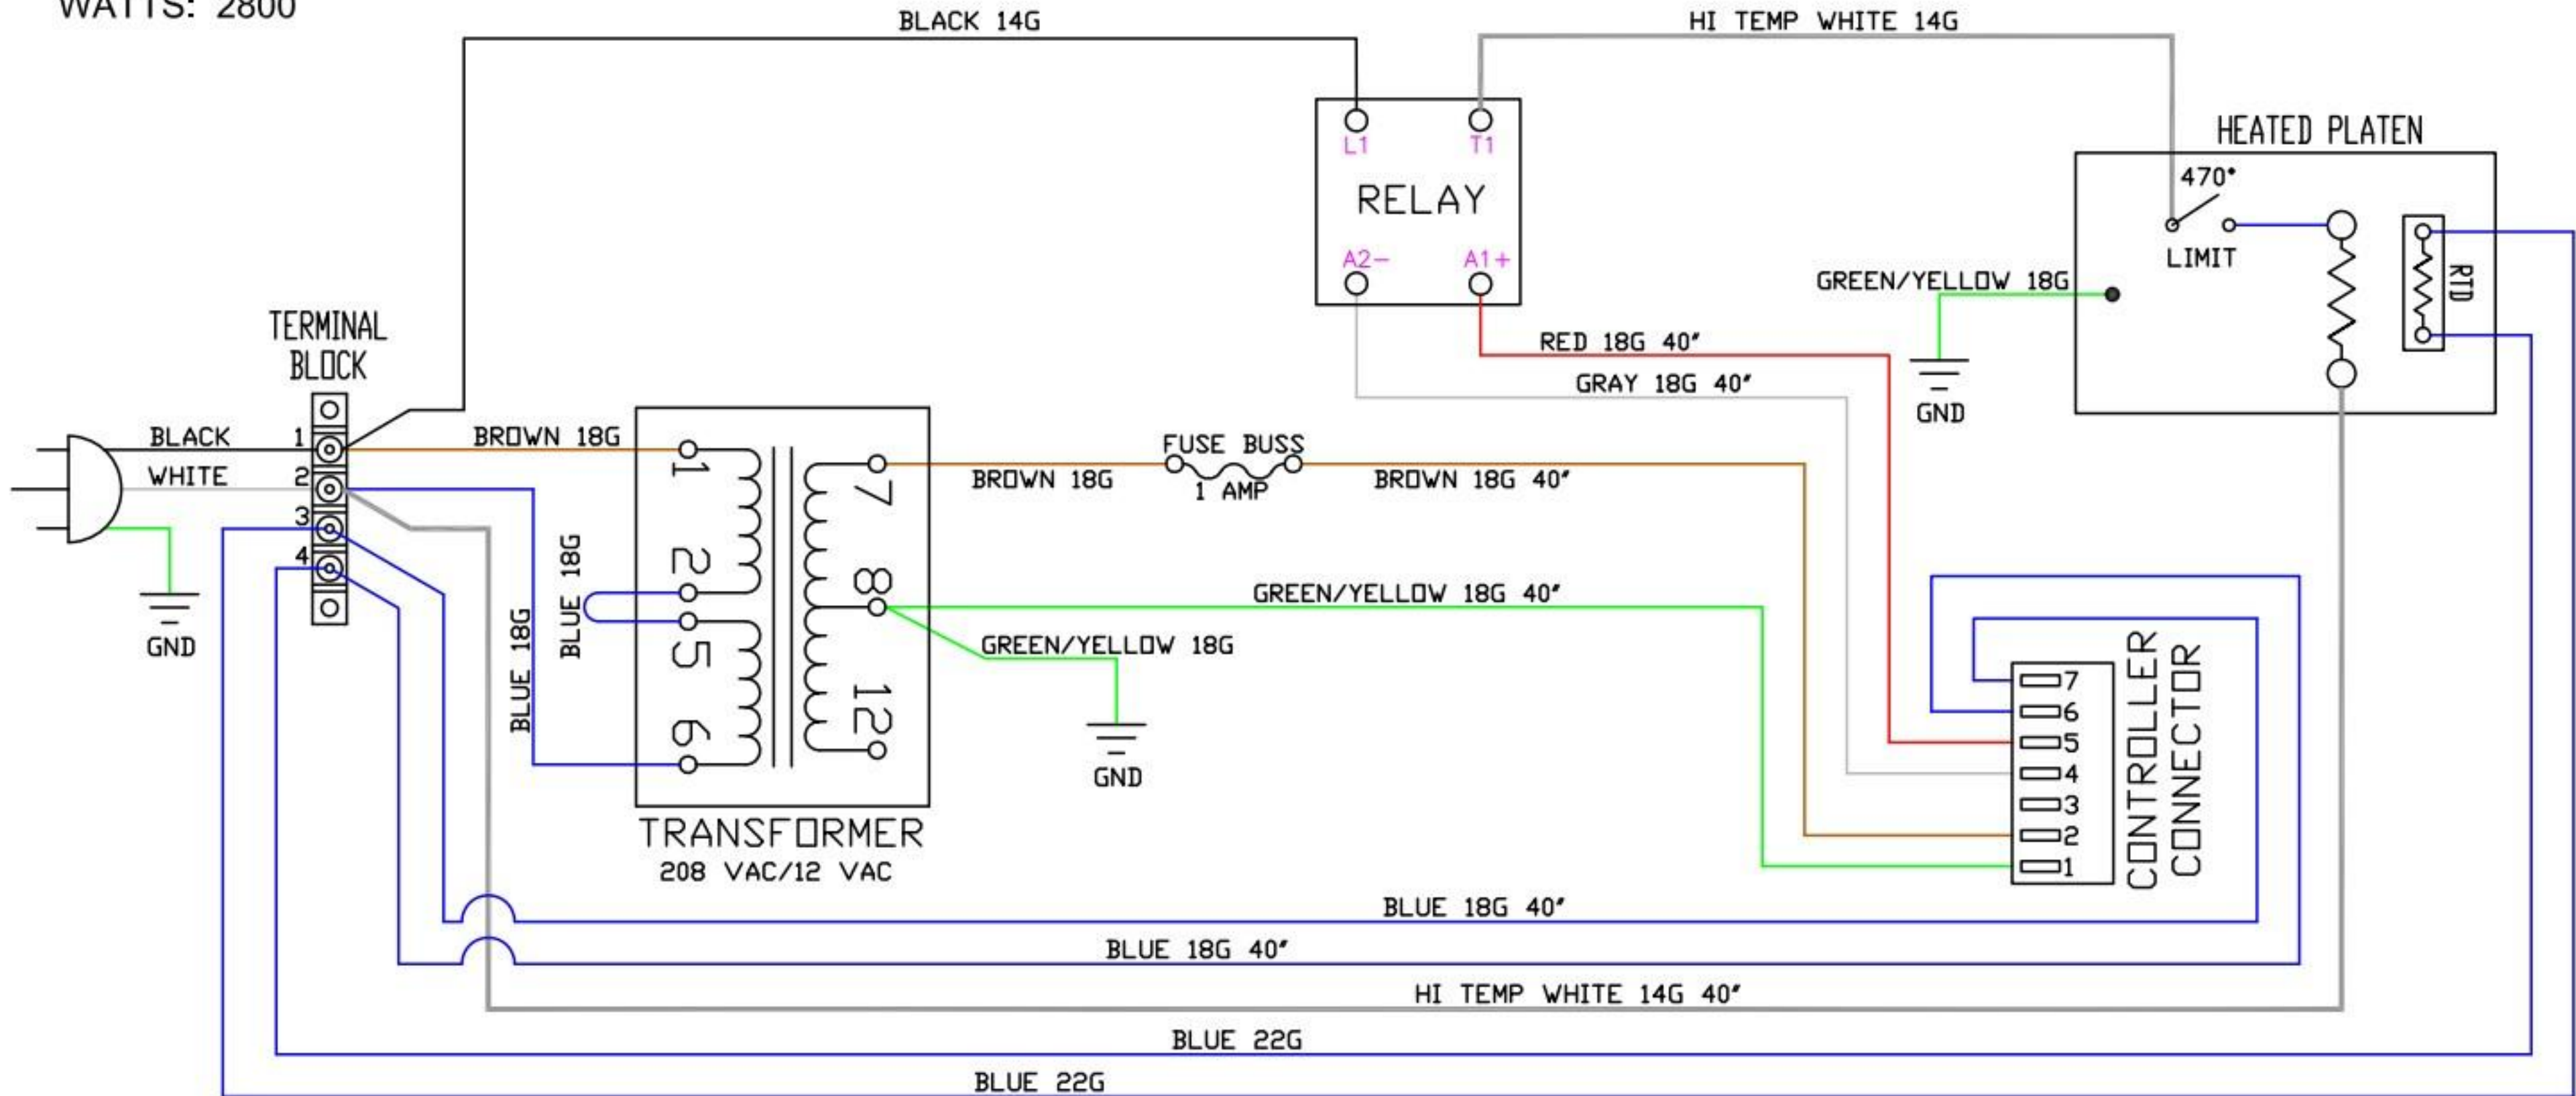 WATTS: 2800
BLACK 14G
HI TEMP WHITE 14G
L1
T1
RELAY
A2-
A1+
HEATED PLATEN
470°
LIMIT
RTD
GREEN/YELLOW 18G
GND
RED 18G 40"
GRAY 18G 40"
TERMINAL
BLOCK
BLACK
WHITE
1
2
3
4
GND
BROWN 18G
BLUE 18G
BLUE 18G
1
2
5
6
7
8
12
TRANSFORMER
208 VAC/12 VAC
BROWN 18G
FUSE BUSS
1 AMP
BROWN 18G 40"
GREEN/YELLOW 18G 40"
GREEN/YELLOW 18G
GND
7
6
5
4
3
2
1
CONTROLLER
CONNECTOR
BLUE 18G 40"
BLUE 18G 40"
HI TEMP WHITE 14G 40"
BLUE 22G
BLUE 22G